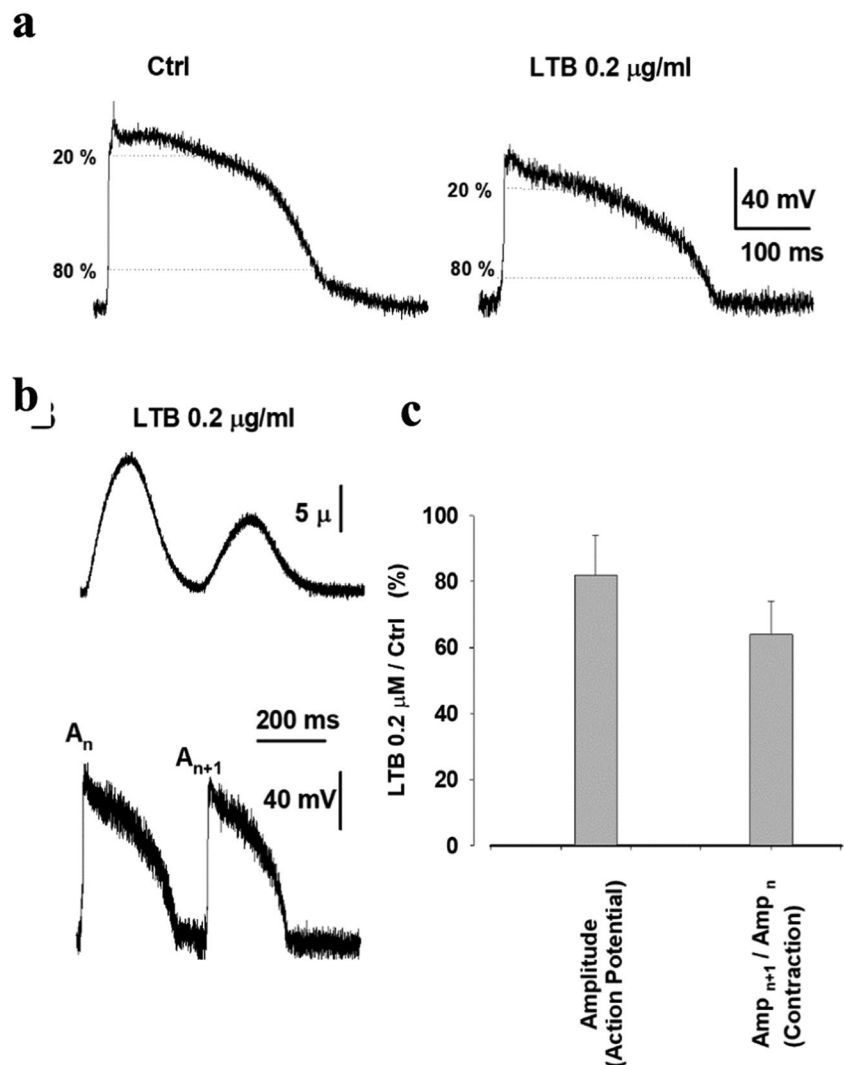 a
Ctrl
LTB 0.2 μg/ml
20 %
80 %
20 %
80 %
40 mV
100 ms
b
LTB 0.2 μg/ml
5 μ
200 ms
An
An+1
40 mV
c
LTB 0.2 μM / Ctrl (%)
100
80
60
40
20
0
Amplitude
(Action Potential)
Amp n+1 / Amp n
(Contraction)